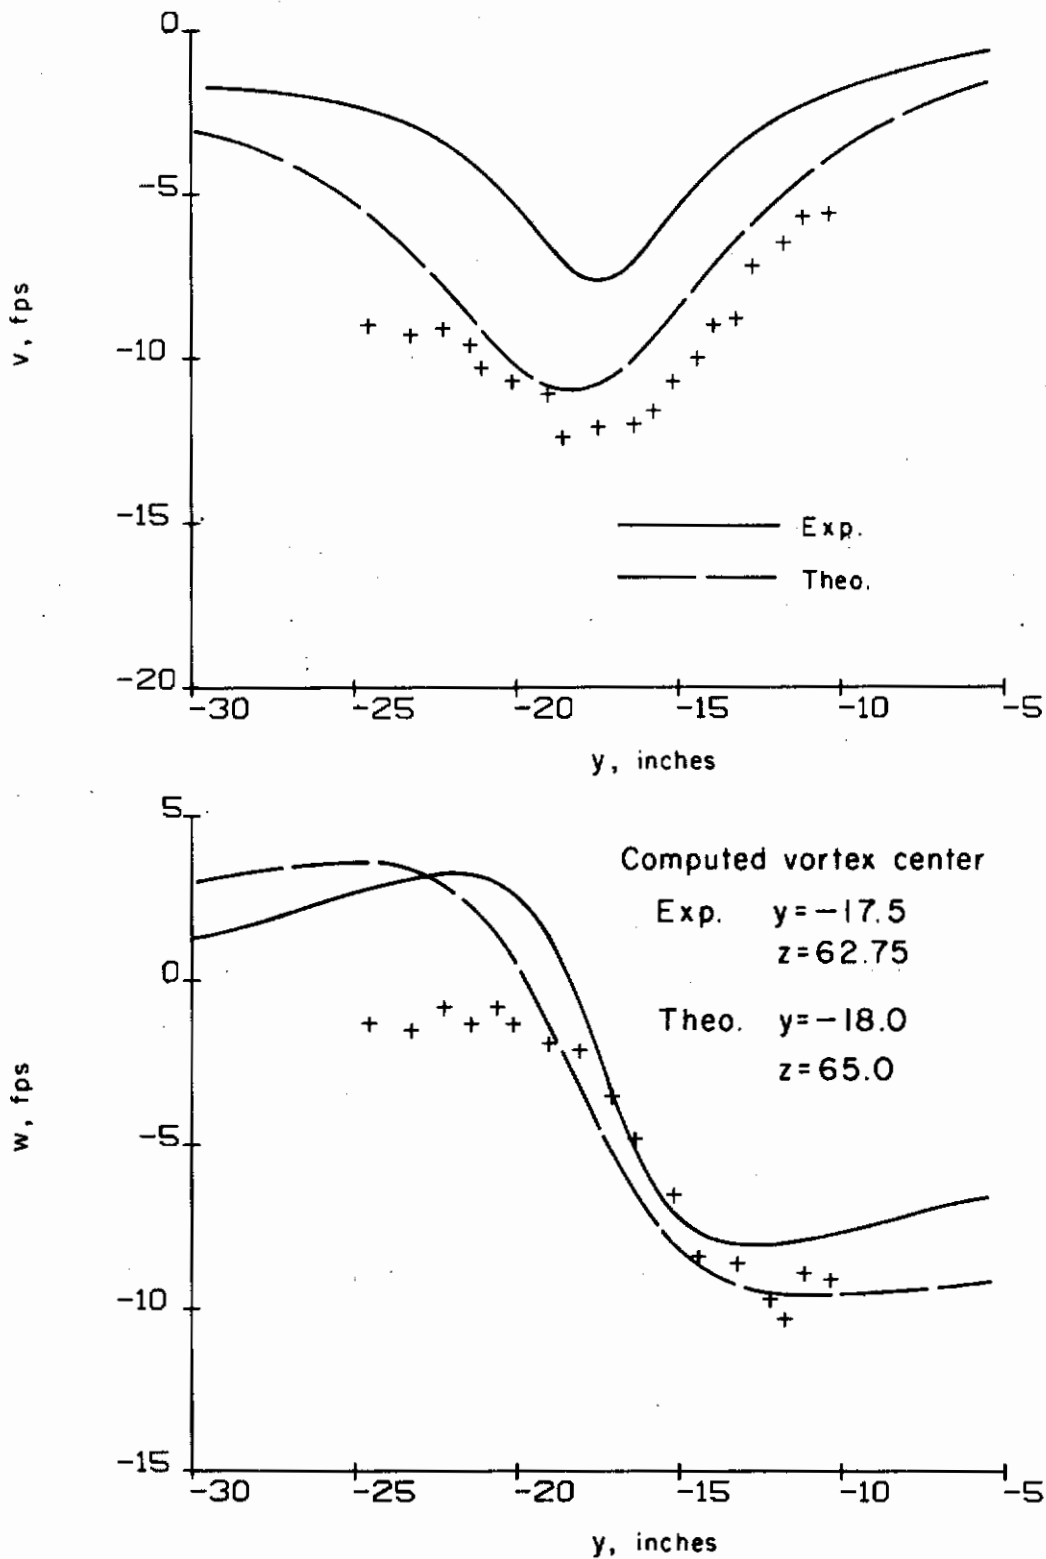 0
-5
-10
-15
-20
v, fps
Exp.
Theo.
-30 -25 -20 -15 -10 -5
y, inches
5
0
-5
-10
-15
w, fps
Computed vortex center
Exp. y=-17.5
z=62.75
Theo. y=-18.0
z=65.0
-30 -25 -20 -15 -10 -5
y, inches